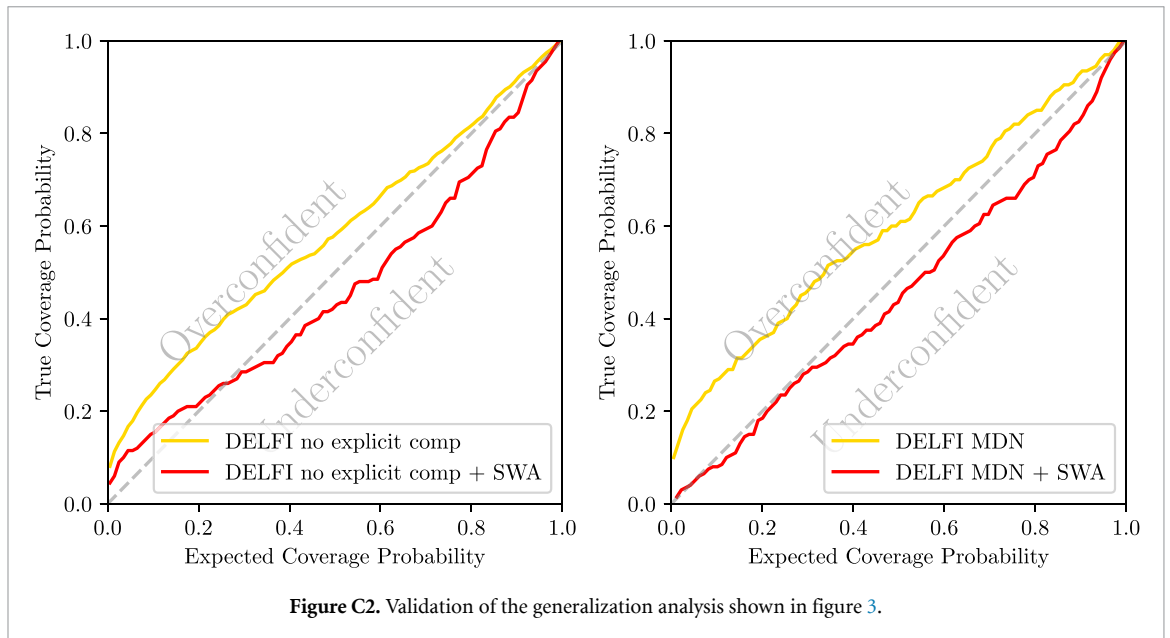 1.0
0.8
0.6
0.4
0.2
0.0
True Coverage Probability
Overconfident
Underconfident
DELFI no explicit comp
DELFI no explicit comp + SWA
0.0 0.2 0.4 0.6 0.8 1.0
Expected Coverage Probability
1.0
0.8
0.6
0.4
0.2
0.0
True Coverage Probability
Overconfident
Underconfident
DELFI MDN
DELFI MDN + SWA
0.0 0.2 0.4 0.6 0.8 1.0
Expected Coverage Probability
Figure C2. Validation of the generalization analysis shown in figure 3.